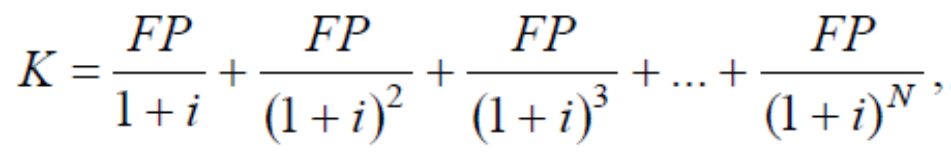 K = FP/(1+i) + FP/(1+i)² + FP/(1+i)³ + ... + FP/(1+i)ᴺ,